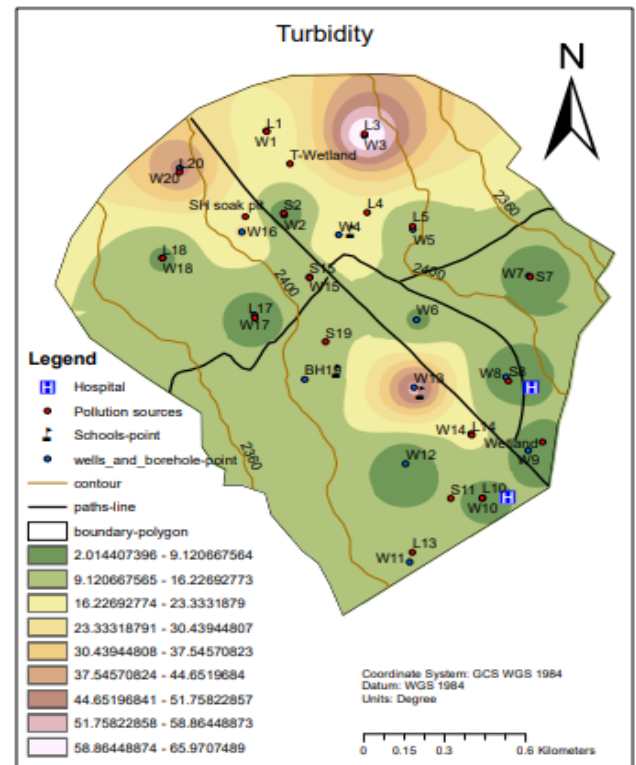 Turbidity
N
L1
W1
L3
W3
T-Wetland
L20
W20
SH soak pit
S2
W2
W16
L4
W4
L5
W5
2360
L18
W18
2400
2400
S15
W15
W7 S7
L17
W17
W6
S19
BH19
W13
W8 S8
W14 L14
Wetland
W9
2360
W12
S11 L10
W10
L13
W11
Legend
Hospital
Pollution sources
Schools-point
wells_and_borehole-point
contour
paths-line
boundary-polygon
2.014407396 - 9.120667564
9.120667565 - 16.22692773
16.22692774 - 23.3331879
23.33318791 - 30.43944807
30.43944808 - 37.54570823
37.54570824 - 44.6519684
44.65196841 - 51.75822857
51.75822858 - 58.86448873
58.86448874 - 65.9707489
Coordinate System: GCS WGS 1984
Datum: WGS 1984
Units: Degree
0 0.15 0.3 0.6 Kilometers